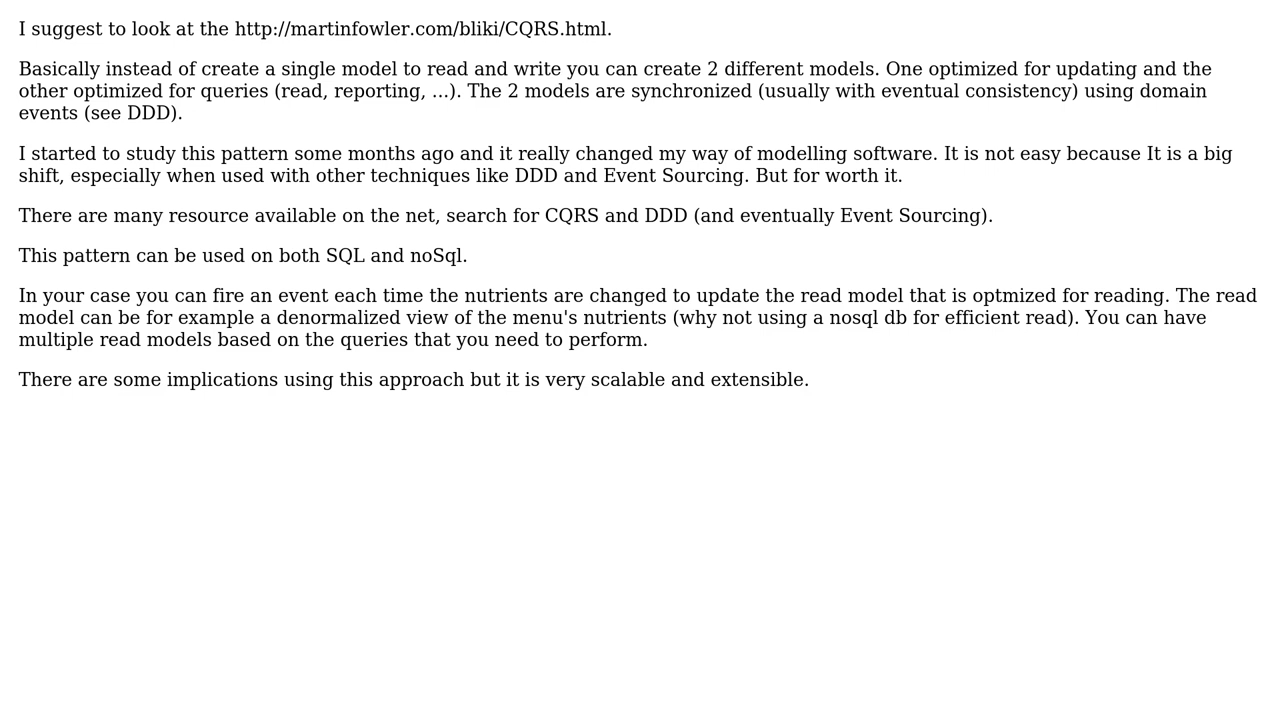 I suggest to look at the http://martinfowler.com/bliki/CQRS.html.
Basically instead of create a single model to read and write you can create 2 different models. One optimized for updating and the
other optimized for queries (read, reporting, ...). The 2 models are synchronized (usually with eventual consistency) using domain
events (see DDD).
I started to study this pattern some months ago and it really changed my way of modelling software. It is not easy because It is a big
shift, especially when used with other techniques like DDD and Event Sourcing. But for worth it.
There are many resource available on the net, search for CQRS and DDD (and eventually Event Sourcing).
This pattern can be used on both SQL and noSql.
In your case you can fire an event each time the nutrients are changed to update the read model that is optmized for reading. The read
model can be for example a denormalized view of the menu's nutrients (why not using a nosql db for efficient read). You can have
multiple read models based on the queries that you need to perform.
There are some implications using this approach but it is very scalable and extensible.